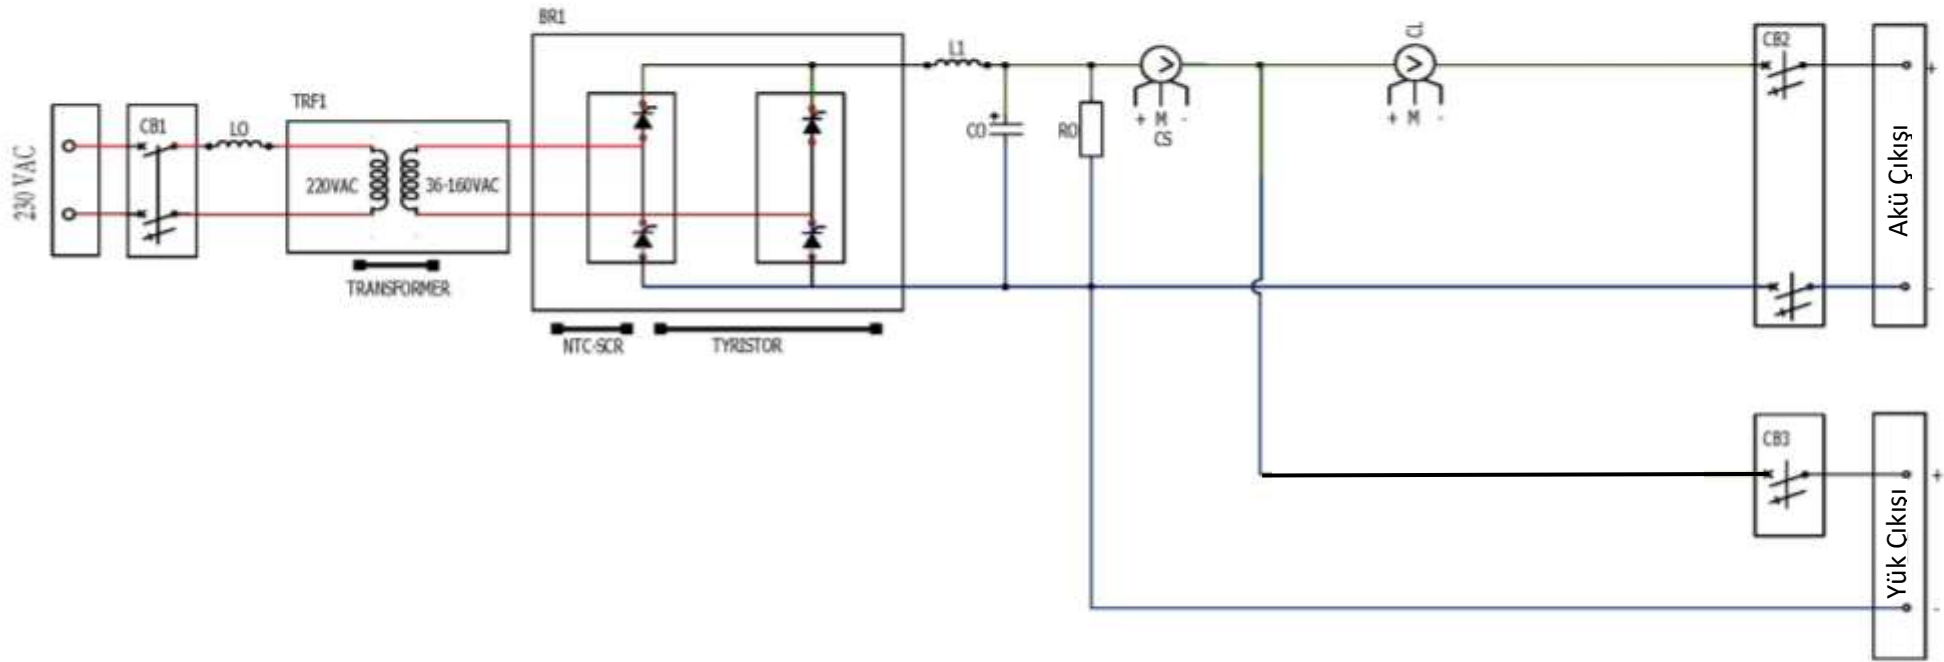 BR1
CL
L1
CB2
+
TRF1
CB1
LO
230 VAC
220VAC
36-160VAC
CO
+
RO
+ M -
CS
+ M -
Akü Çıkışı
-
TRANSFORMER
NTC-SCR
TYRISTOR
CB3
+
Yük Cıkısı
-